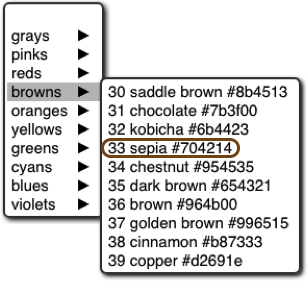 grays
pinks
reds
browns
oranges
yellows
greens
cyans
blues
violets
30 saddle brown #8b4513
31 chocolate #7b3f00
32 kobicha #6b4423
33 sepia #704214
34 chestnut #954535
35 dark brown #654321
36 brown #964b00
37 golden brown #996515
38 cinnamon #b87333
39 copper #d2691e